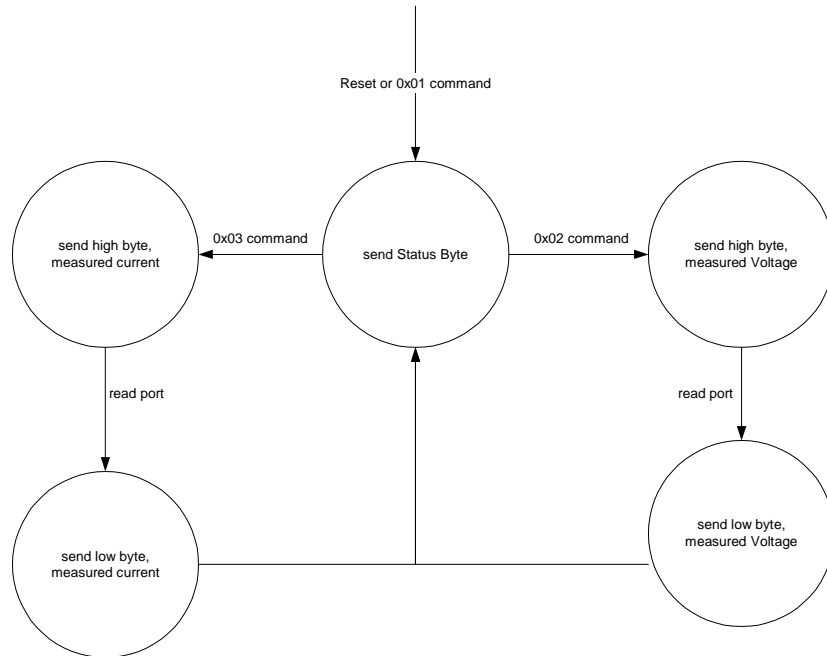 Reset or 0x01 command
send high byte,
measured current
0x03 command
send Status Byte
0x02 command
send high byte,
measured Voltage
read port
read port
send low byte,
measured current
send low byte,
measured Voltage